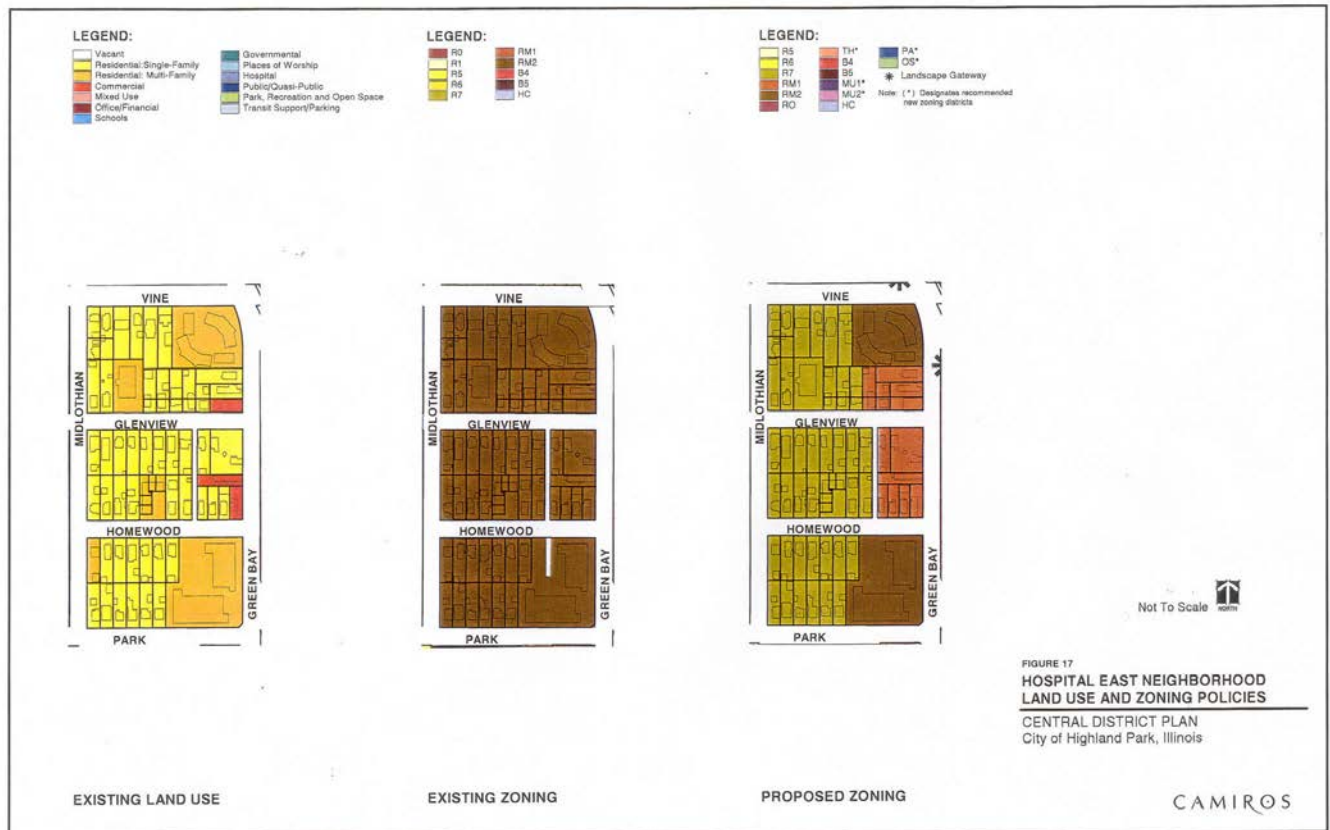 LEGEND:
Vacant
Residential:Single-Family
Residential: Multi-Family
Commercial
Mixed Use
Office/Financial
Schools
Governmental
Places of Worship
Hospital
Public/Quasi-Public
Park, Recreation and Open Space
Transit Support/Parking
LEGEND:
R0
R1
R5
R6
R7
RM1
RM2
B4
B5
HC
LEGEND:
R5
R6
R7
RM1
RM2
RO
TH*
B4
B5
MU1*
MU2*
HC
PA*
OS*
Landscape Gateway
Note: (*) Designates recommended
new zoning districts
VINE
MIDLOTHIAN
GLENVIEW
HOMEWOOD
GREEN BAY
PARK
VINE
MIDLOTHIAN
GLENVIEW
HOMEWOOD
GREEN BAY
PARK
VINE
MIDLOTHIAN
GLENVIEW
HOMEWOOD
GREEN BAY
PARK
Not To Scale
NORTH
FIGURE 17
HOSPITAL EAST NEIGHBORHOOD
LAND USE AND ZONING POLICIES
CENTRAL DISTRICT PLAN
City of Highland Park, Illinois
EXISTING LAND USE
EXISTING ZONING
PROPOSED ZONING
CAMIROS